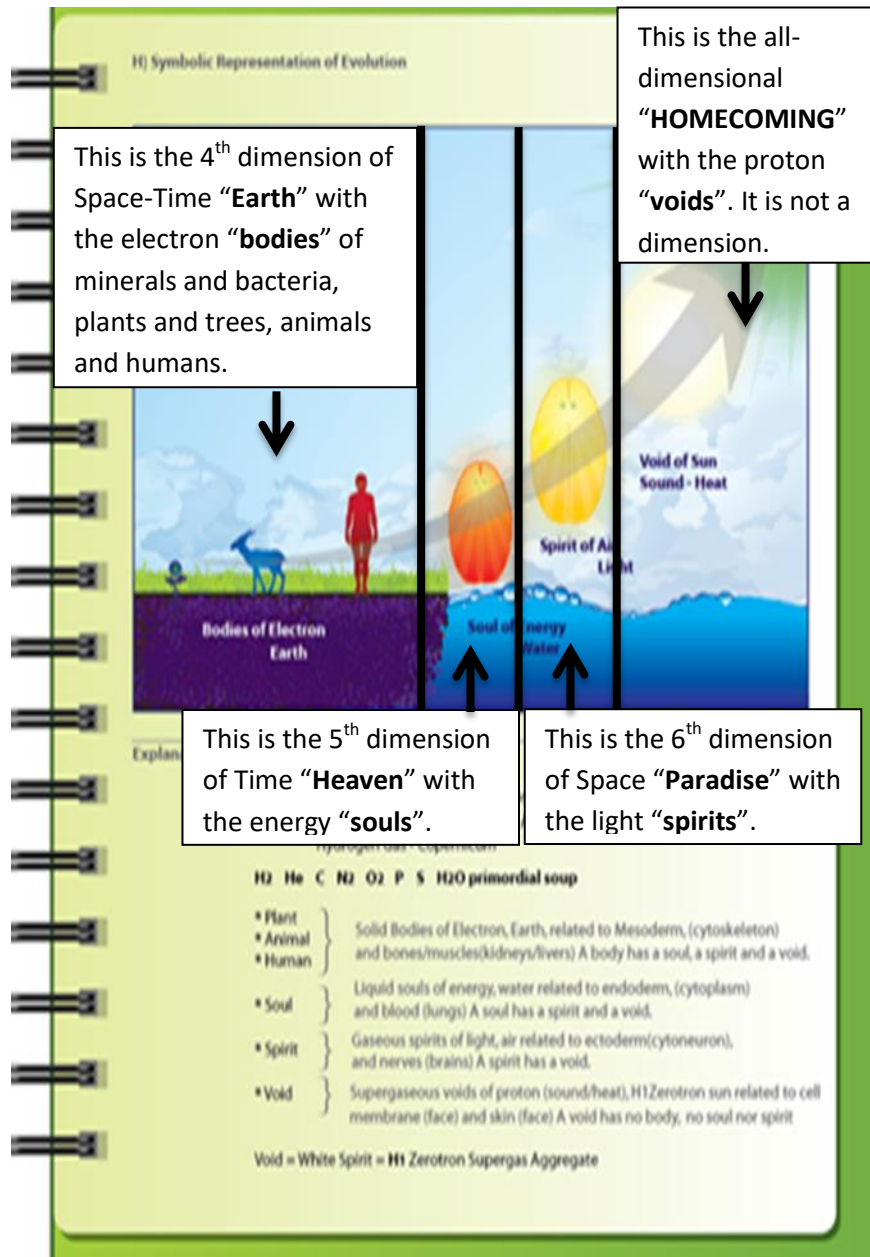 H) Symbolic Representation of Evolution
This is the all-
dimensional
“HOMECOMING”
with the proton
“voids”. It is not a
dimension.
This is the 4th dimension of
Space-Time “Earth” with
the electron “bodies” of
minerals and bacteria,
plants and trees, animals
and humans.
Void of Sun
Sound - Heat
Spirit of Air
Light
Bodies of Electron
Earth
Soul of Energy
Water
This is the 5th dimension
of Time “Heaven” with
the energy “souls”.
This is the 6th dimension
of Space “Paradise” with
the light “spirits”.
Hydrogen Gas - Copernicum
H2 He C N2 O2 P S H2O primordial soup
* Plant
* Animal
* Human
Solid Bodies of Electron, Earth, related to Mesoderm, (cytoskeleton)
and bones/muscles(kidneys/livers) A body has a soul, a spirit and a void.
* Soul
Liquid souls of energy, water related to endoderm, (cytoplasm)
and blood (lungs) A soul has a spirit and a void.
* Spirit
Gaseous spirits of light, air related to ectoderm(cytoneuron),
and nerves (brains) A spirit has a void.
* Void
Supergaseous voids of proton (sound/heat), H1Zerotron sun related to cell
membrane (face) and skin (face) A void has no body, no soul nor spirit
Void = White Spirit = H1 Zerotron Supergas Aggregate